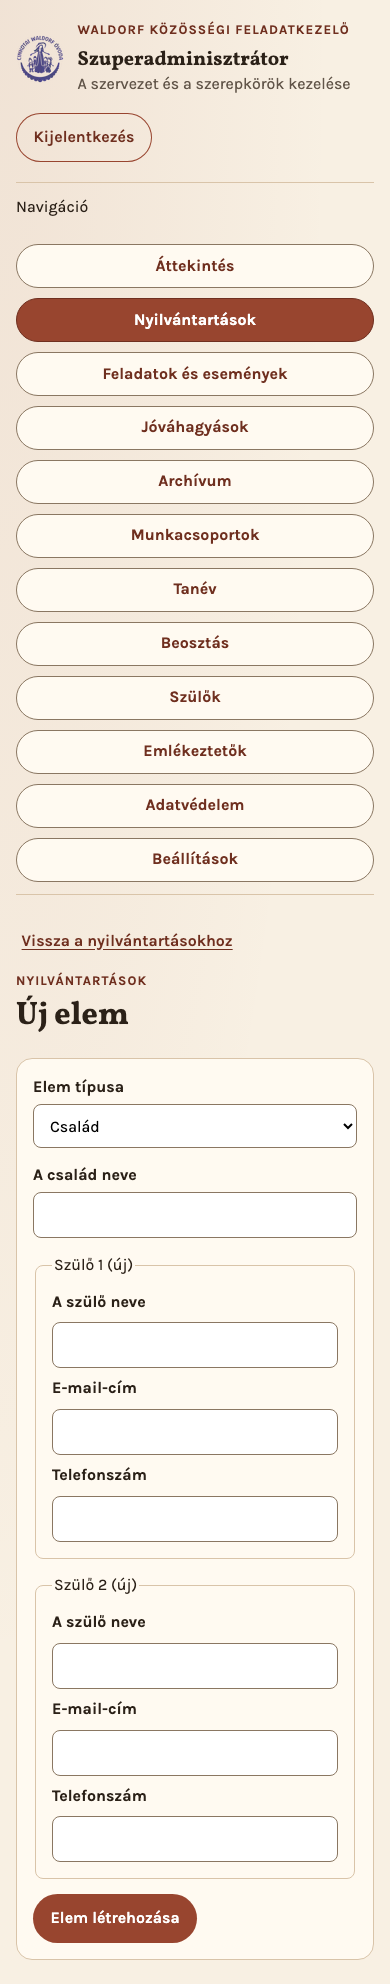 WALDORF KÖZÖSSÉGI FELADATKEZELŐ
Szuperadminisztrátor
A szervezet és a szerepkörök kezelése
Kijelentkezés
Navigáció
Áttekintés
Nyilvántartások
Feladatok és események
Jóváhagyások
Archívum
Munkacsoportok
Tanév
Beosztás
Szülők
Emlékeztetők
Adatvédelem
Beállítások
Vissza a nyilvántartásokhoz
NYILVÁNTARTÁSOK
Új elem
Elem típusa
Család
A család neve
Szülő 1 (új)
A szülő neve
E-mail-cím
Telefonszám
Szülő 2 (új)
A szülő neve
E-mail-cím
Telefonszám
Elem létrehozása